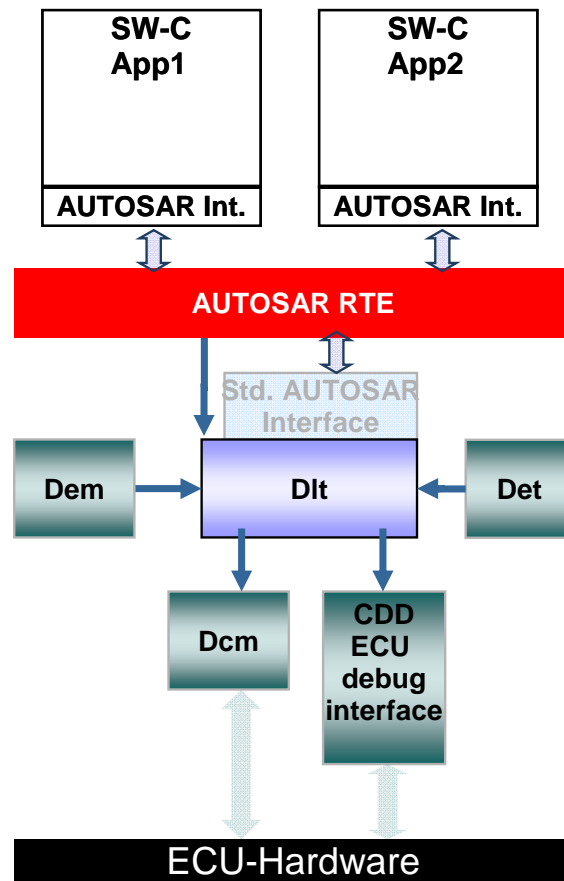 SW-C
App1
SW-C
App2
AUTOSAR Int.
AUTOSAR Int.
AUTOSAR RTE
Std. AUTOSAR
Interface
Dem
Dlt
Det
Dcm
CDD
ECU
debug
interface
ECU-Hardware